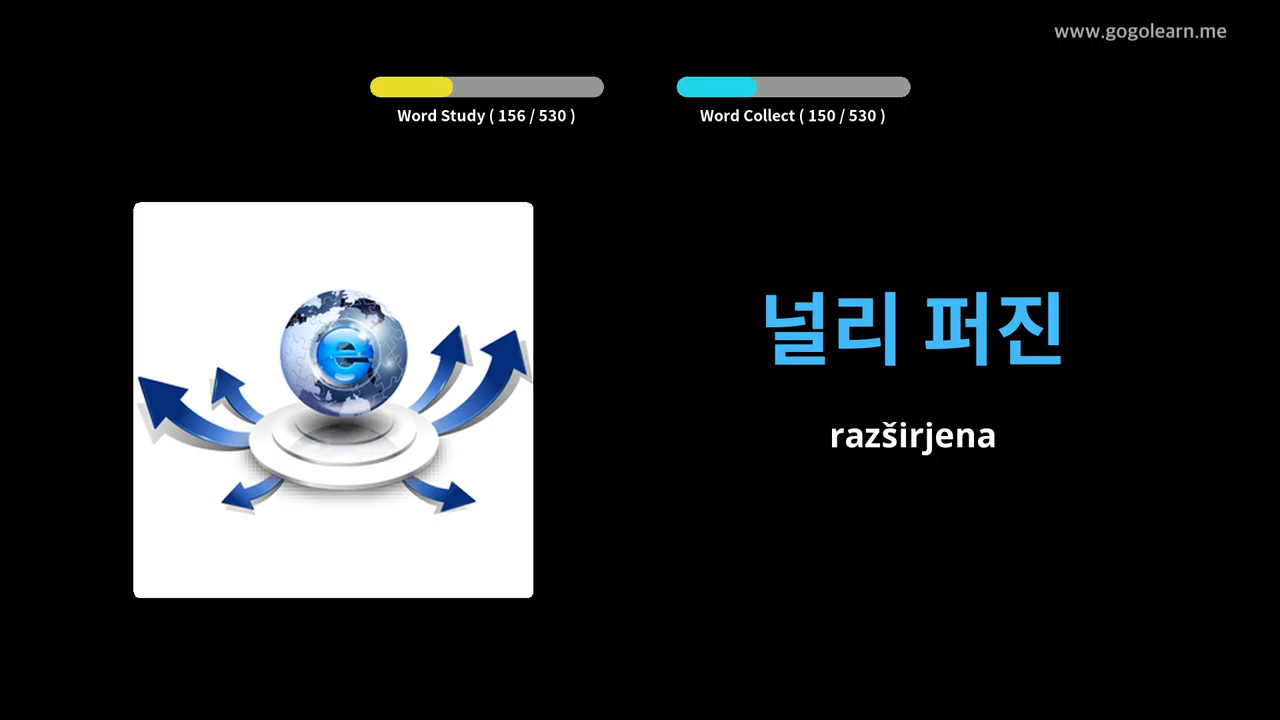 www.gogolearn.me
Word Study ( 156 / 530 )
Word Collect ( 150 / 530 )
e
널리 퍼진
razširjena